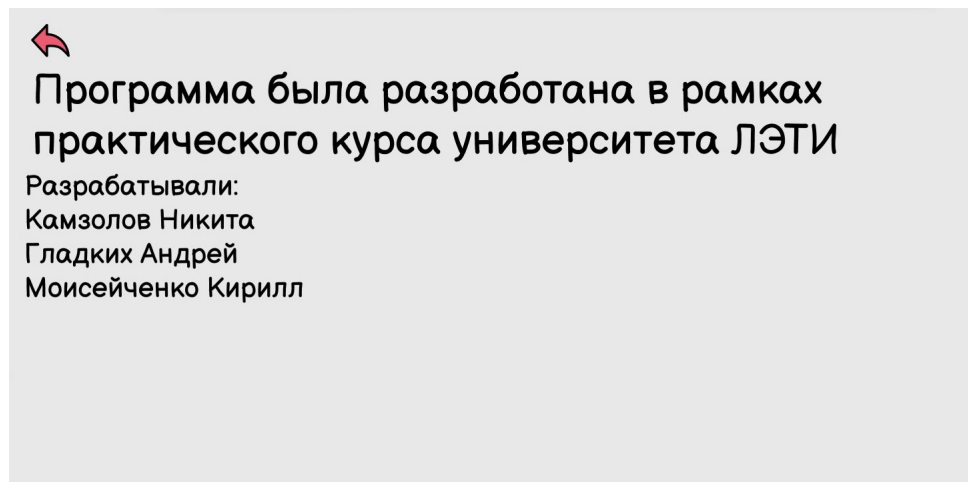 Программа была разработана в рамках
практического курса университета ЛЭТИ
Разрабатывали:
Камзолов Никита
Гладких Андрей
Моисейченко Кирилл